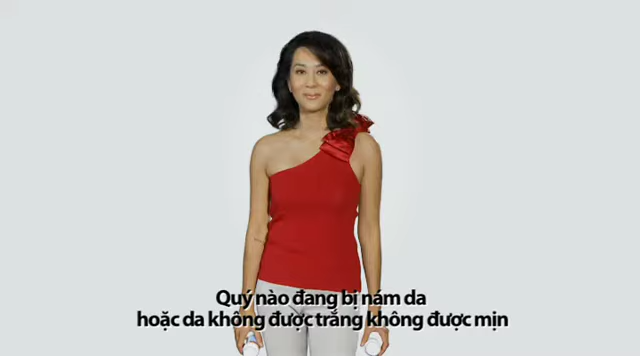 Quý nào đang bị nám da
hoặc da không được trắng không được mịn